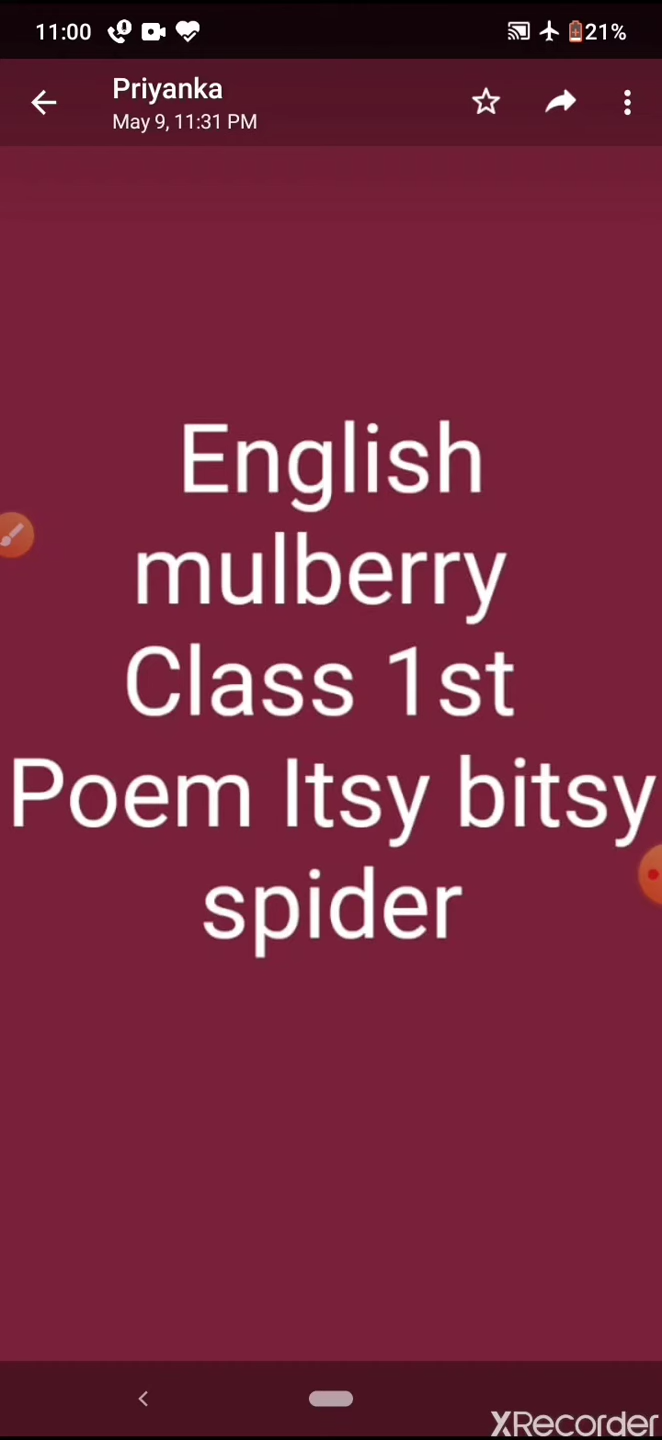 11:00
21%
Priyanka
May 9, 11:31 PM
English
mulberry
Class 1st
Poem Itsy bitsy
spider
XRecorder